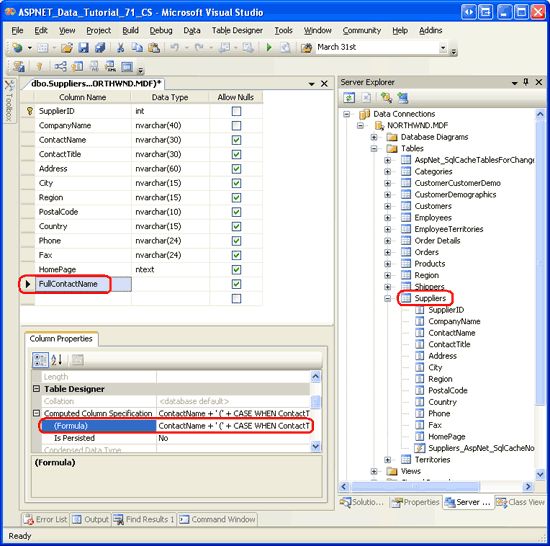 ASPNET_Data_Tutorial_71_CS - Microsoft Visual Studio
File Edit View Project Build Debug Data Table Designer Tools Window Community Help Addins
March 31st
Toolbox
dbo.Suppliers...ORTHWND.MDF)*
Column Name Data Type Allow Nulls
SupplierID int
CompanyName nvarchar(40)
ContactName nvarchar(30)
ContactTitle nvarchar(30)
Address nvarchar(60)
City nvarchar(15)
Region nvarchar(15)
PostalCode nvarchar(10)
Country nvarchar(15)
Phone nvarchar(24)
Fax nvarchar(24)
HomePage ntext
FullContactName
Column Properties
Length
Table Designer
Collation <database default>
Computed Column Specification ContactName + ' (' + CASE WHEN ContactT
(Formula) ContactName + ' (' + CASE WHEN ContactT
Is Persisted No
Condensed Data Type
(Formula)
Server Explorer
Data Connections
NORTHWND.MDF
Database Diagrams
Tables
AspNet_SqlCacheTablesForChange
Categories
CustomerCustomerDemo
CustomerDemographics
Customers
Employees
EmployeeTerritories
Order Details
Orders
Products
Region
Shippers
Suppliers
SupplierID
CompanyName
ContactName
ContactTitle
Address
City
Region
PostalCode
Country
Phone
Fax
HomePage
Suppliers_AspNet_SqlCacheNo
Territories
Views
Solutio... Properties Server ... Class View
Error List Output Find Results 1 Command Window
Ready